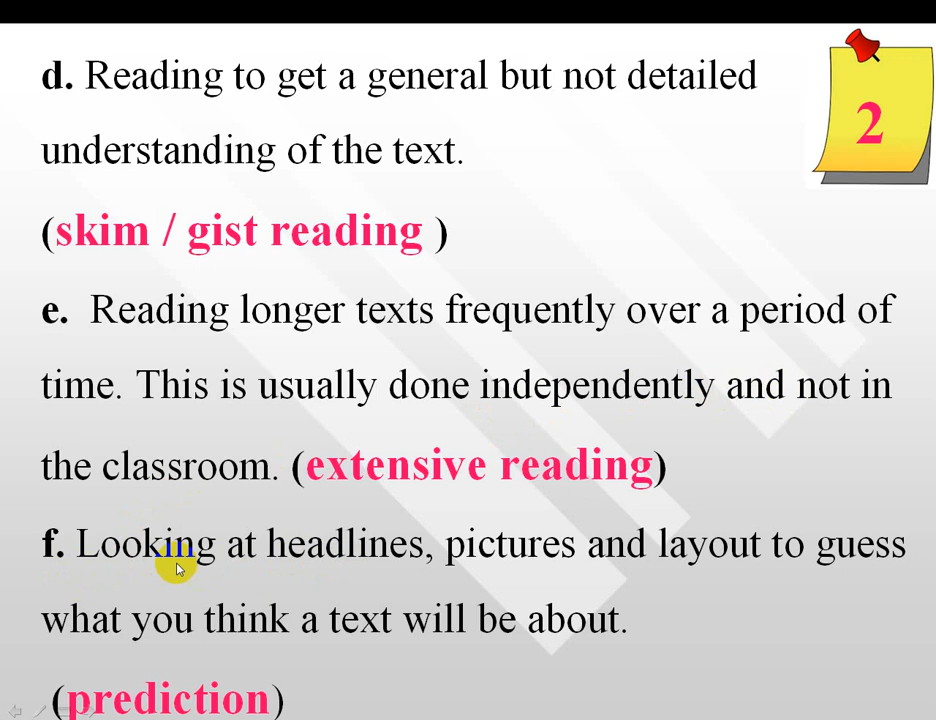 d. Reading to get a general but not detailed
2
understanding of the text.
(skim / gist reading )
e. Reading longer texts frequently over a period of
time. This is usually done independently and not in
the classroom. (extensive reading)
f. Looking at headlines, pictures and layout to guess
what you think a text will be about.
(prediction)